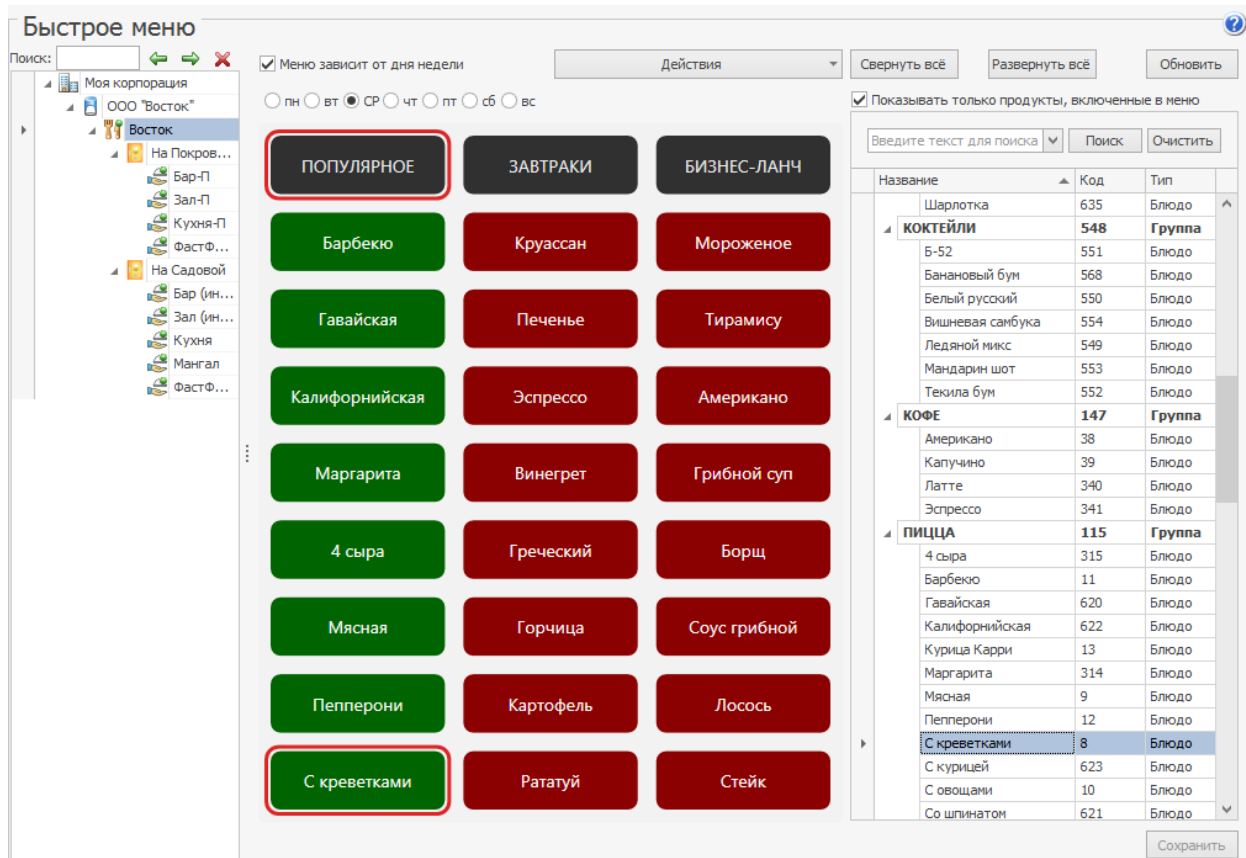 Быстрое меню
Поиск:
Моя корпорация
ООО "Восток"
Восток
На Покров...
Бар-П
Зал-П
Кухня-П
ФастФ...
На Садовой
Бар (ин...
Зал (ин...
Кухня
Мангал
ФастФ...
Меню зависит от дня недели
Действия
пн вт СР чт пт сб вс
ПОПУЛЯРНОЕ ЗАВТРАКИ БИЗНЕС-ЛАНЧ
Барбекю Круассан Мороженое
Гавайская Печенье Тирамису
Калифорнийская Эспрессо Американо
Маргарита Винегрет Грибной суп
4 сыра Греческий Борщ
Мясная Горчица Соус грибной
Пепперони Картофель Лосось
С креветками Рататуй Стейк
Свернуть всё Развернуть всё Обновить
Показывать только продукты, включенные в меню
Введите текст для поиска Поиск Очистить
Название Код Тип
Шарлотка 635 Блюдо
КОКТЕЙЛИ 548 Группа
Б-52 551 Блюдо
Банановый бум 568 Блюдо
Белый русский 550 Блюдо
Вишневая самбука 554 Блюдо
Ледяной микс 549 Блюдо
Мандарин шот 553 Блюдо
Текила бум 552 Блюдо
КОФЕ 147 Группа
Американо 38 Блюдо
Капучино 39 Блюдо
Латте 340 Блюдо
Эспрессо 341 Блюдо
ПИЦЦА 115 Группа
4 сыра 315 Блюдо
Барбекю 11 Блюдо
Гавайская 620 Блюдо
Калифорнийская 622 Блюдо
Курица Карри 13 Блюдо
Маргарита 314 Блюдо
Мясная 9 Блюдо
Пепперони 12 Блюдо
С креветками 8 Блюдо
С курицей 623 Блюдо
С овощами 10 Блюдо
Со шпинатом 621 Блюдо
Сохранить